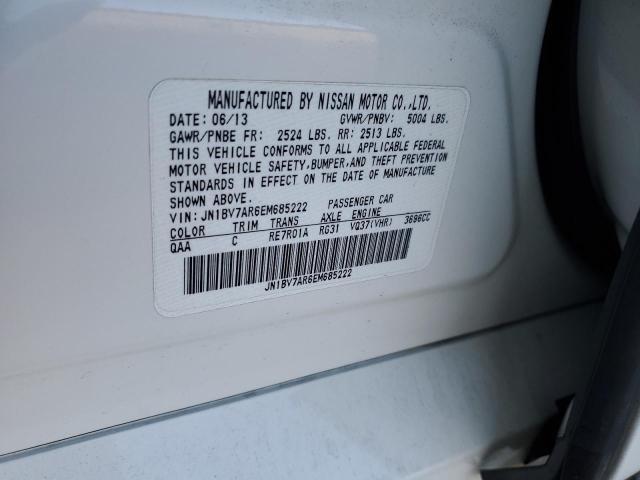 MANUFACTURED BY NISSAN MOTOR CO.,LTD.
DATE: 06/13 GVWR/PNBV: 5004 LBS.
GAWR/PNBE FR: 2524 LBS. RR: 2513 LBS.
THIS VEHICLE CONFORMS TO ALL APPLICABLE FEDERAL
MOTOR VEHICLE SAFETY, BUMPER, AND THEFT PREVENTION
STANDARDS IN EFFECT ON THE DATE OF MANUFACTURE
SHOWN ABOVE.
VIN: JN1BV7AR6EM685222 PASSENGER CAR
COLOR TRIM TRANS AXLE ENGINE
QAA C RE7R01A RG31 VQ37(VHR) 3696CC
JN1BV7AR6EM685222